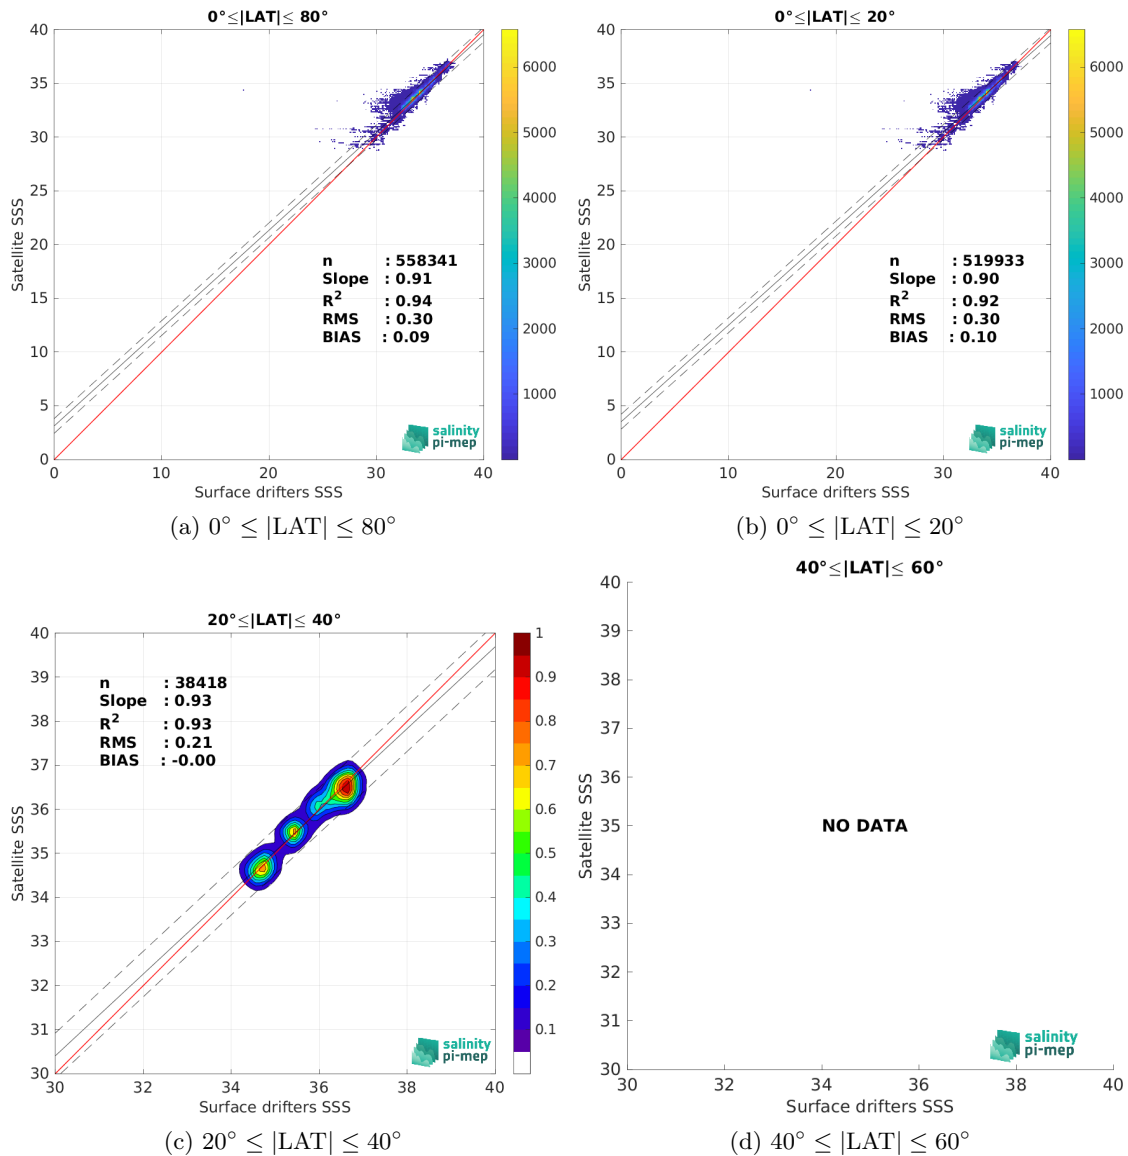 0°≤|LAT|≤ 80°
40
35
30
25
20
15
10
5
0
Satellite SSS
n : 558341
Slope : 0.91
R² : 0.94
RMS : 0.30
BIAS : 0.09
salinity
pi-mep
0 10 20 30 40
Surface drifters SSS
6000
5000
4000
3000
2000
1000
(a) 0° ≤ |LAT| ≤ 80°
0°≤|LAT|≤ 20°
40
35
30
25
20
15
10
5
0
Satellite SSS
n : 519933
Slope : 0.90
R² : 0.92
RMS : 0.30
BIAS : 0.10
salinity
pi-mep
0 10 20 30 40
Surface drifters SSS
6000
5000
4000
3000
2000
1000
(b) 0° ≤ |LAT| ≤ 20°
20°≤|LAT|≤ 40°
40
39
38
37
36
35
34
33
32
31
30
Satellite SSS
n : 38418
Slope : 0.93
R² : 0.93
RMS : 0.21
BIAS : -0.00
salinity
pi-mep
30 32 34 36 38 40
Surface drifters SSS
1
0.9
0.8
0.7
0.6
0.5
0.4
0.3
0.2
0.1
(c) 20° ≤ |LAT| ≤ 40°
40°≤|LAT|≤ 60°
40
39
38
37
36
35
34
33
32
31
30
Satellite SSS
NO DATA
salinity
pi-mep
30 32 34 36 38 40
Surface drifters SSS
(d) 40° ≤ |LAT| ≤ 60°